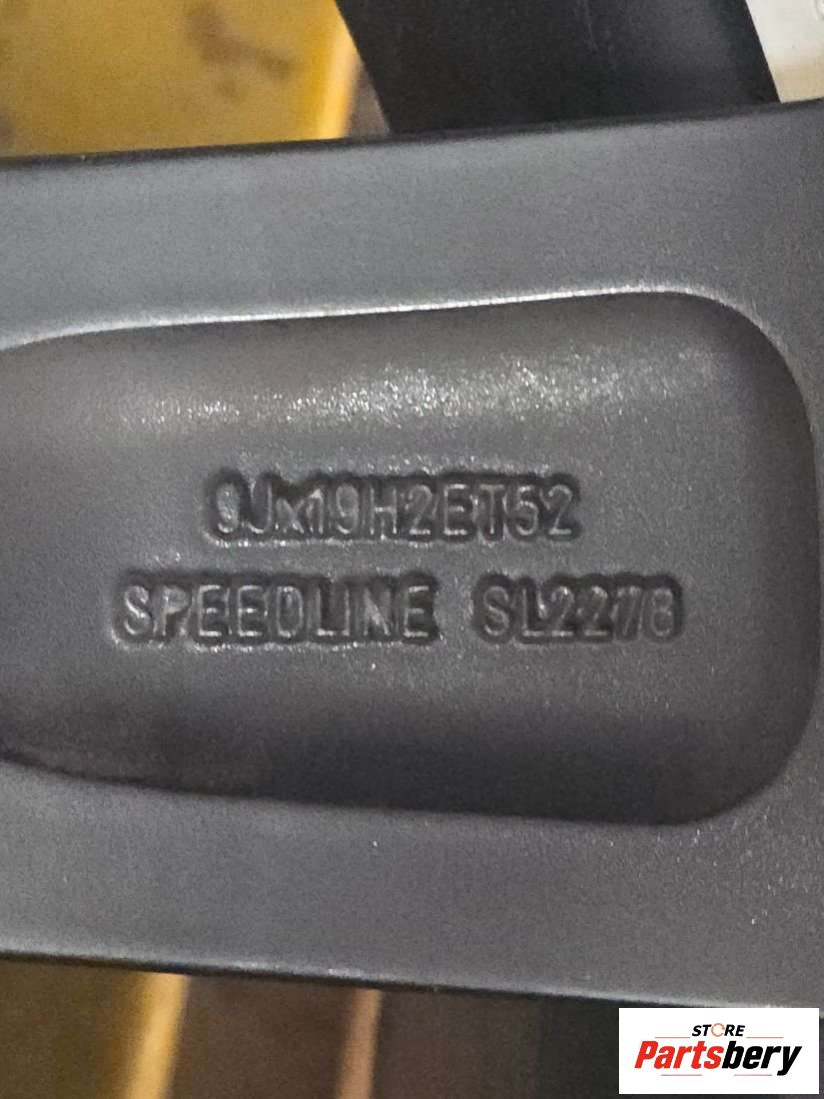 9Jx19H2ET52
SPEEDLINE SL2278
STORE
Partsbery